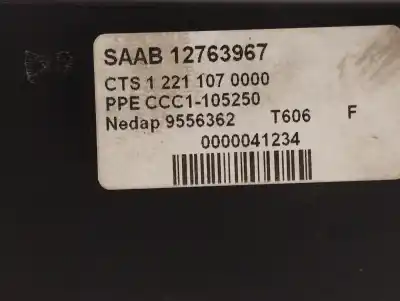 SAAB 12763967
CTS 1 221 107 0000
PPE CCC1-105250
Nedap 9556362 T606 F
0000041234